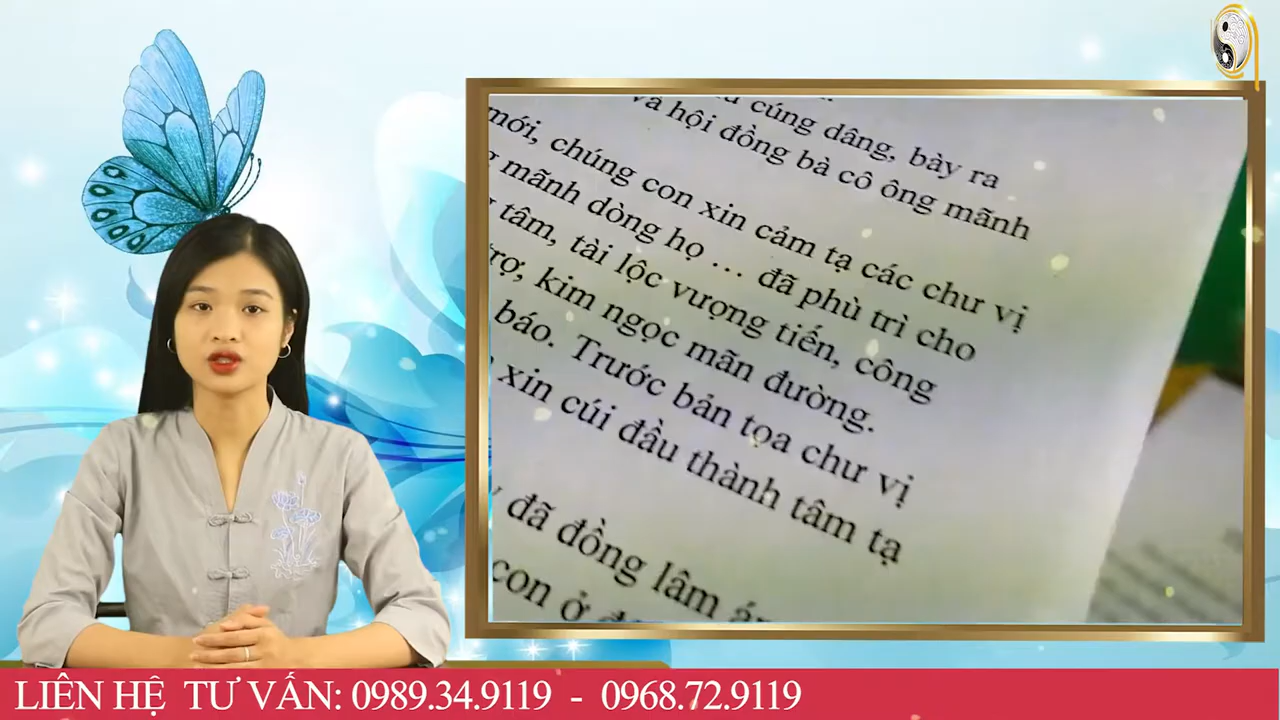 cúng dâng, bày ra
và hội đồng bà cô ông mãnh
mới, chúng con xin cảm tạ các chư vị
mãnh dòng họ ... đã phù trì cho
tâm, tài lộc vượng tiến, công
trợ, kim ngọc mãn đường.
báo. Trước bản tọa chư vị
xin cúi đầu thành tâm tạ
đã đồng lâm
con ở
LIÊN HỆ TƯ VẤN: 0989.34.9119 - 0968.72.9119